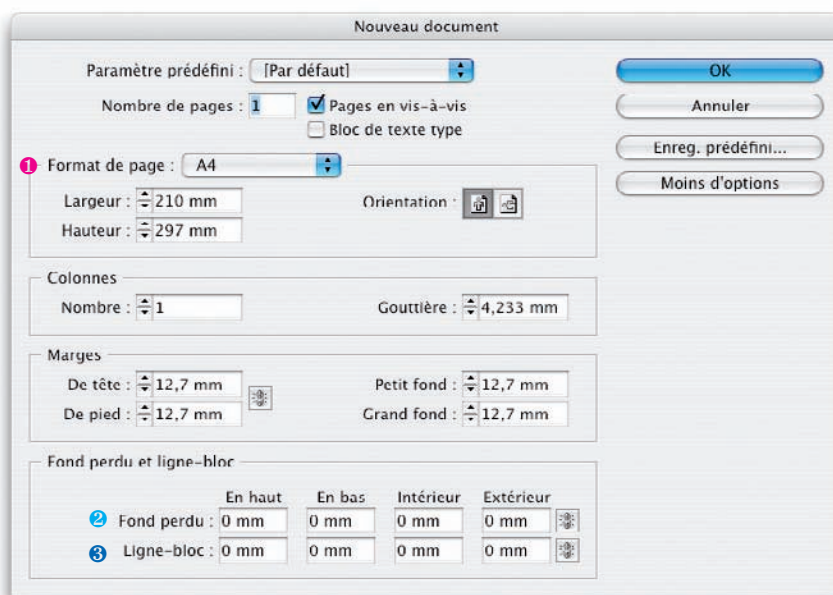 Nouveau document
Paramètre prédéfini : [Par défaut]
OK
Nombre de pages : 1 Pages en vis-à-vis
Annuler
Bloc de texte type
Enreg. prédéfini...
1 Format de page : A4
Moins d'options
Largeur : 210 mm Orientation :
Hauteur : 297 mm
Colonnes
Nombre : 1 Gouttière : 4,233 mm
Marges
De tête : 12,7 mm Petit fond : 12,7 mm
De pied : 12,7 mm Grand fond : 12,7 mm
Fond perdu et ligne-bloc
En haut En bas Intérieur Extérieur
2 Fond perdu : 0 mm 0 mm 0 mm 0 mm
3 Ligne-bloc : 0 mm 0 mm 0 mm 0 mm